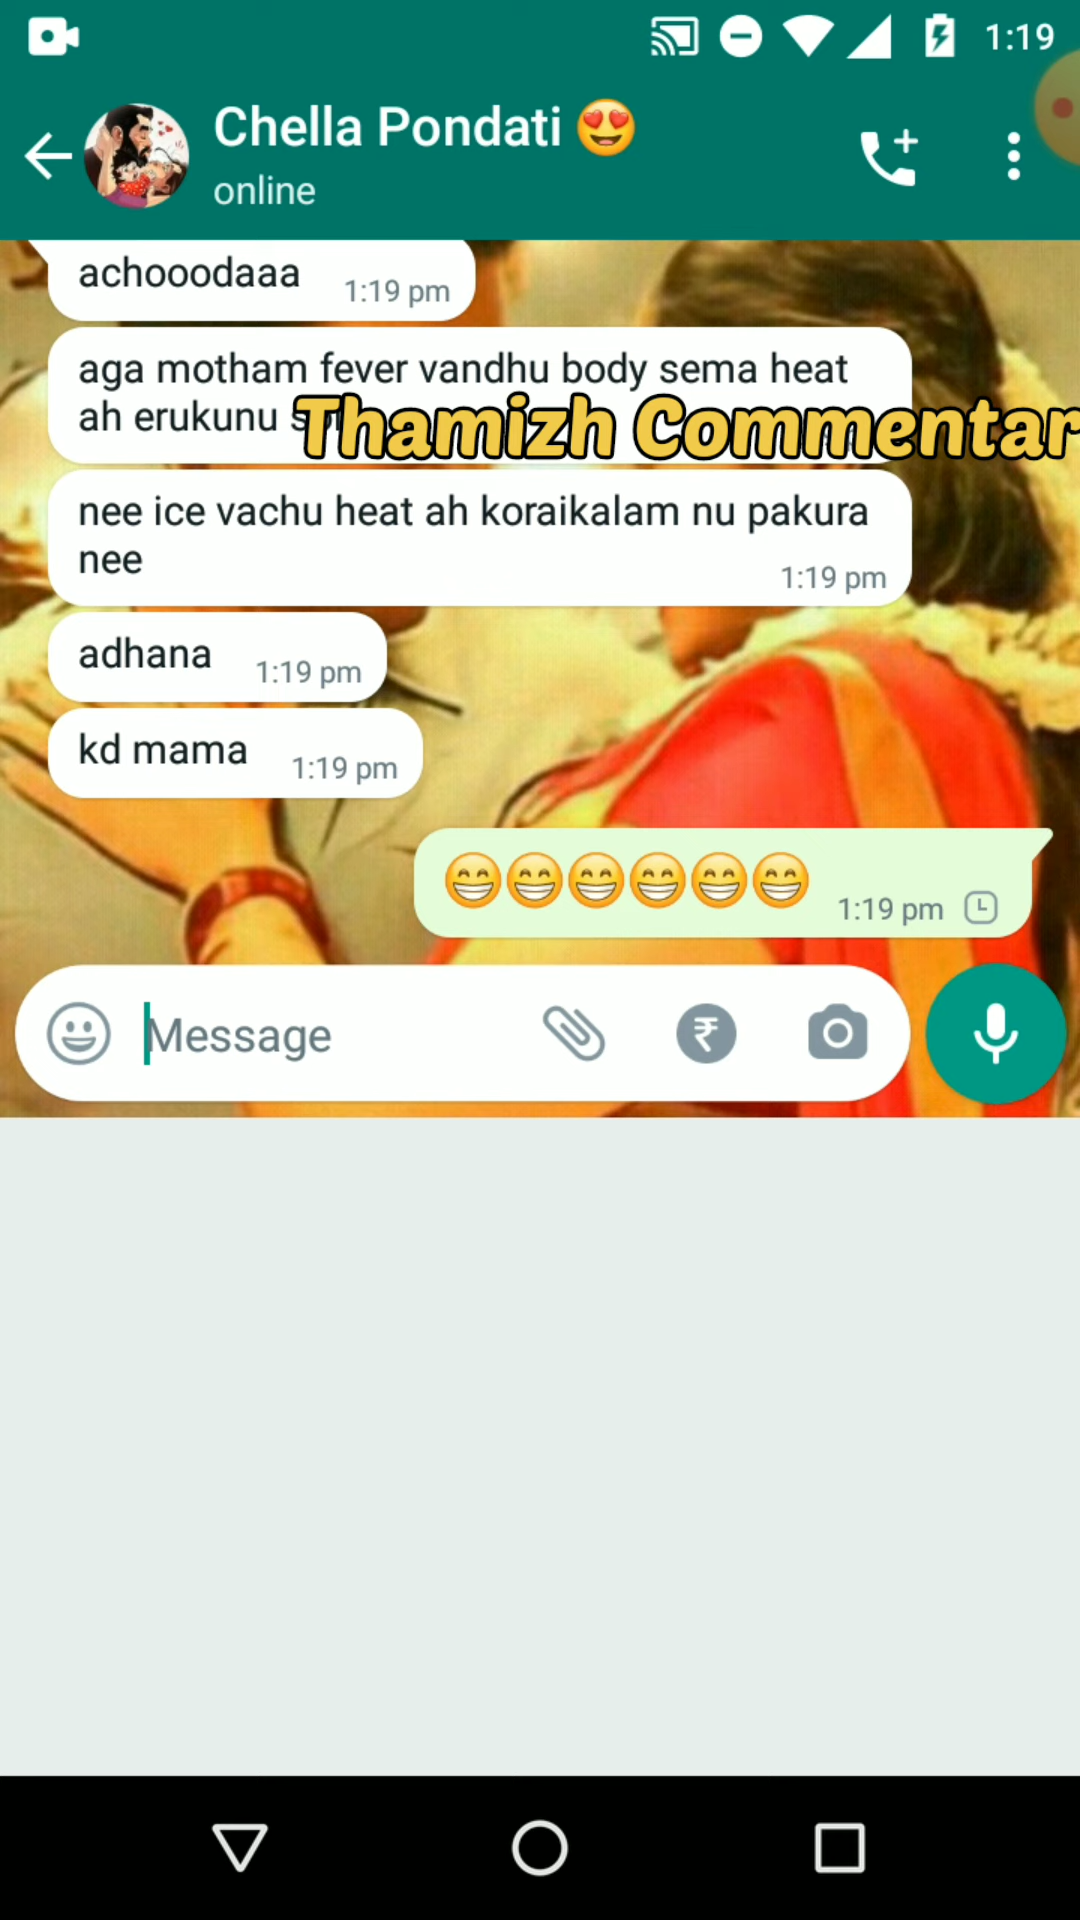 1:19
Chella Pondati 😍
online
achooodaaa 1:19 pm
aga motham fever vandhu body sema heat
ah erukunu
Thamizh Commentar
nee ice vachu heat ah koraikalam nu pakura
nee
1:19 pm
adhana 1:19 pm
kd mama 1:19 pm
😁😁😁😁😁😁 1:19 pm
Message